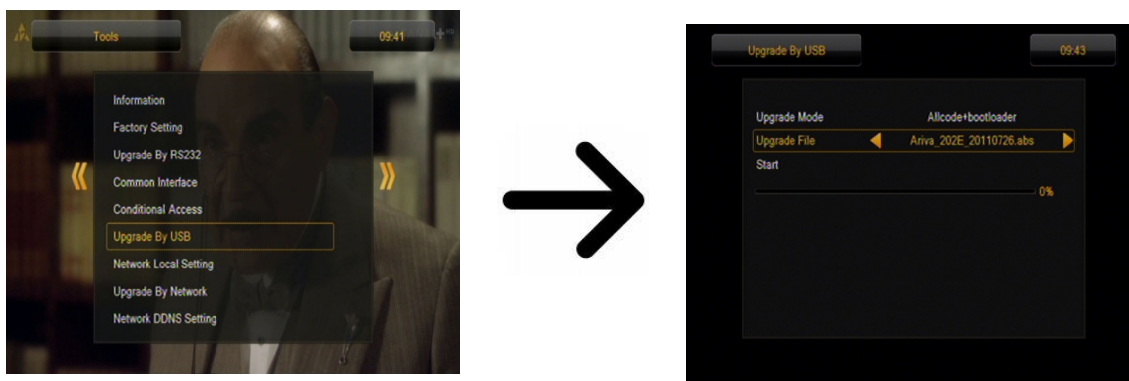 Tools
09:41
Information
Factory Setting
Upgrade By RS232
Common Interface
Conditional Access
Upgrade By USB
Network Local Setting
Upgrade By Network
Network DDNS Setting
Upgrade By USB
09:43
Upgrade Mode Allcode+bootloader
Upgrade File Ariva_202E_20110726.abs
Start
0%